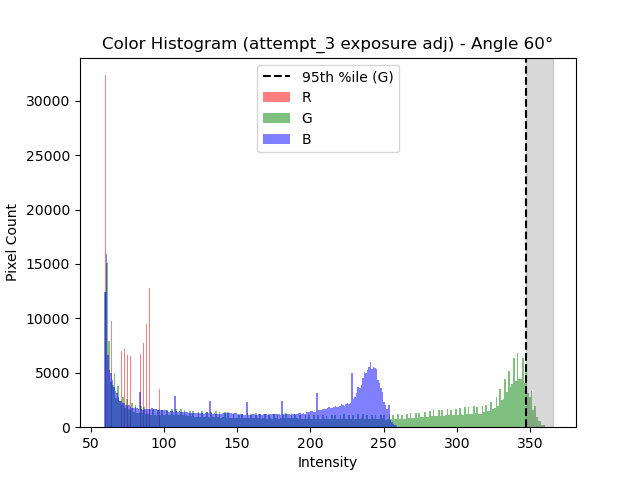 Color Histogram (attempt_3 exposure adj) - Angle 60°
95th %ile (G)
R
G
B
Pixel Count
30000
25000
20000
15000
10000
5000
0
50 100 150 200 250 300 350
Intensity